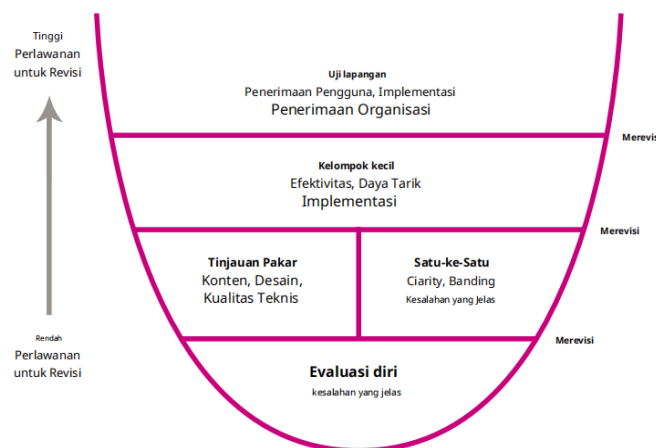 Tinggi
Perlawanan
untuk Revisi
Uji lapangan
Penerimaan Pengguna, Implementasi
Penerimaan Organisasi
Merevisi
Kelompok kecil
Efektivitas, Daya Tarik
Implementasi
Merevisi
Tinjauan Pakar
Konten, Desain,
Kualitas Teknis
Satu-ke-Satu
Ciarity, Banding
Kesalahan yang Jelas
Merevisi
Rendah
Perlawanan
untuk Revisi
Evaluasi diri
kesalahan yang jelas